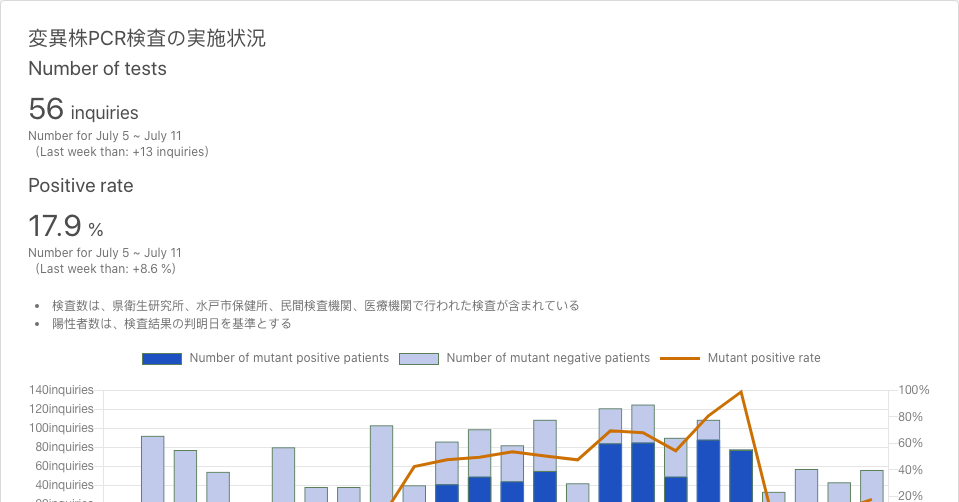 変異株PCR検査の実施状況
Number of tests
56 inquiries
Number for July 5 ~ July 11
(Last week than: +13 inquiries)
Positive rate
17.9 %
Number for July 5 ~ July 11
(Last week than: +8.6 %)
• 検査数は、県衛生研究所、水戸市保健所、民間検査機関、医療機関で行われた検査が含まれている
• 陽性者数は、検査結果の判明日を基準とする
Number of mutant positive patients Number of mutant negative patients Mutant positive rate
140inquiries 100%
120inquiries 80%
100inquiries 60%
80inquiries
60inquiries 40%
40inquiries 20%